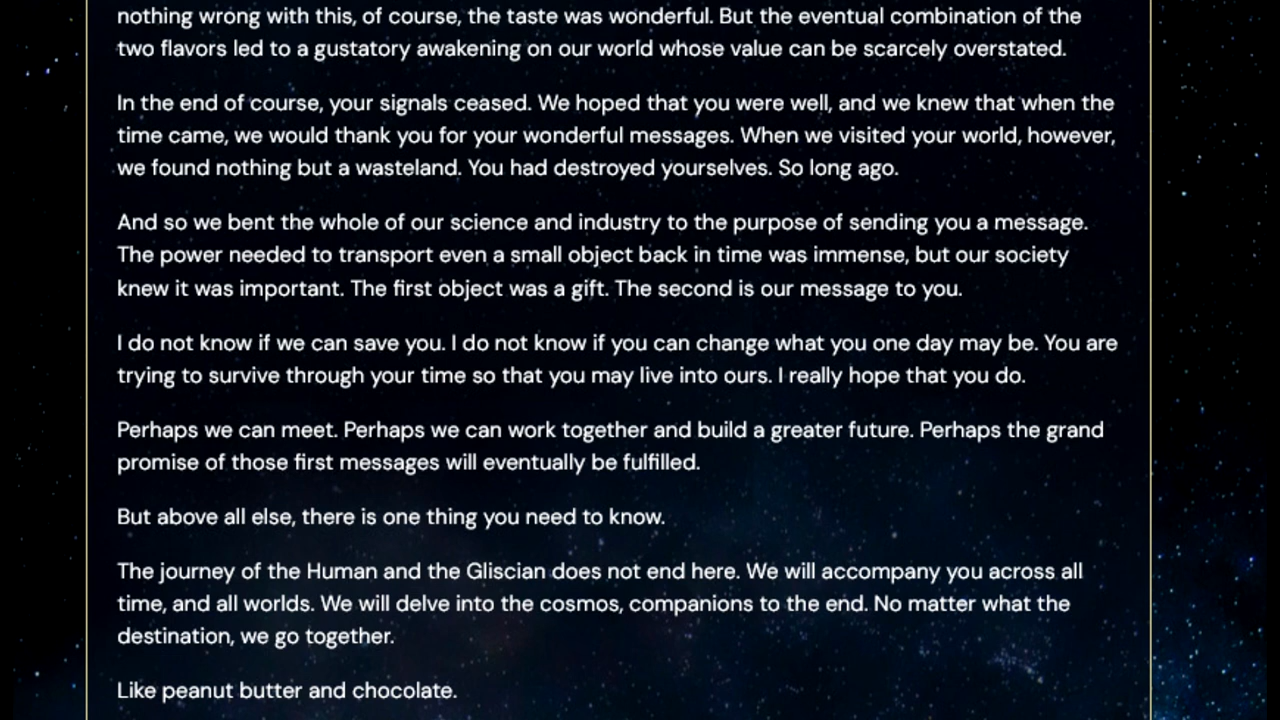 nothing wrong with this, of course, the taste was wonderful. But the eventual combination of the
two flavors led to a gustatory awakening on our world whose value can be scarcely overstated.
In the end of course, your signals ceased. We hoped that you were well, and we knew that when the
time came, we would thank you for your wonderful messages. When we visited your world, however,
we found nothing but a wasteland. You had destroyed yourselves. So long ago.
And so we bent the whole of our science and industry to the purpose of sending you a message.
The power needed to transport even a small object back in time was immense, but our society
knew it was important. The first object was a gift. The second is our message to you.
I do not know if we can save you. I do not know if you can change what you one day may be. You are
trying to survive through your time so that you may live into ours. I really hope that you do.
Perhaps we can meet. Perhaps we can work together and build a greater future. Perhaps the grand
promise of those first messages will eventually be fulfilled.
But above all else, there is one thing you need to know.
The journey of the Human and the Gliscian does not end here. We will accompany you across all
time, and all worlds. We will delve into the cosmos, companions to the end. No matter what the
destination, we go together.
Like peanut butter and chocolate.